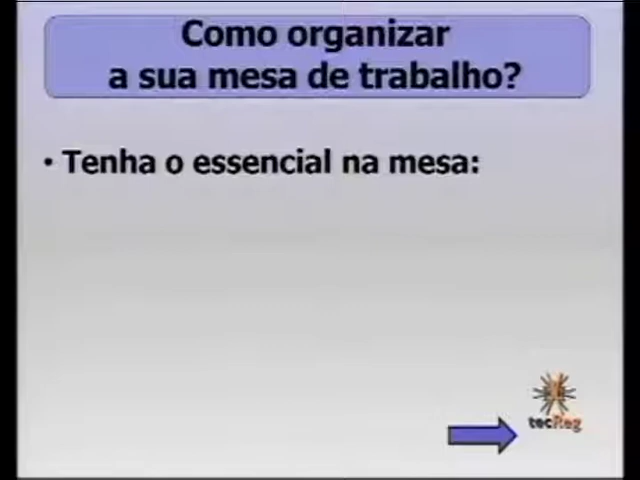 Como organizar
a sua mesa de trabalho?
• Tenha o essencial na mesa:
tecReg